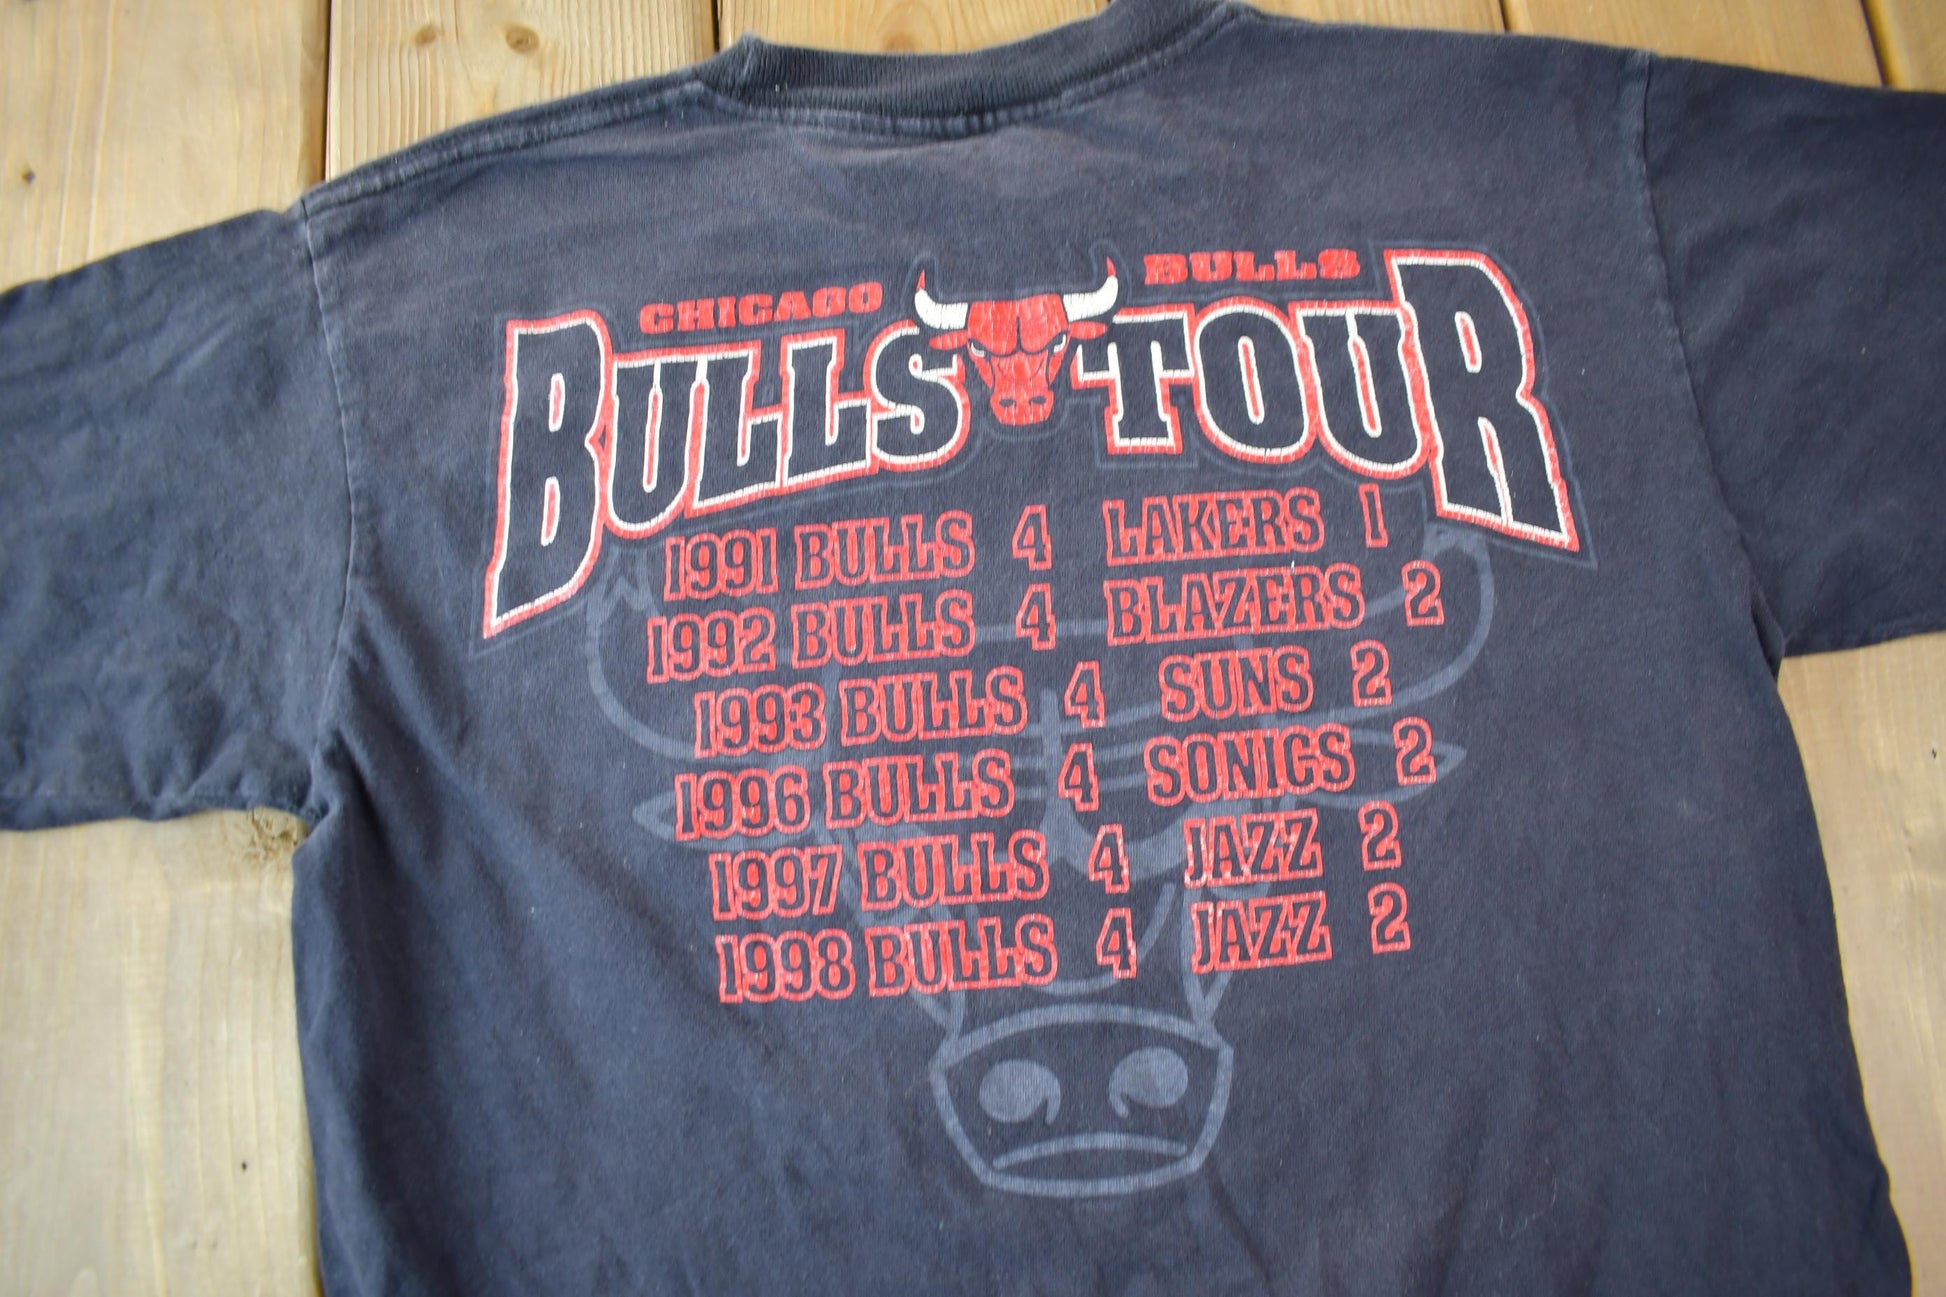 CHICAGO BULLS
BULLS TOUR
1991 BULLS 4 LAKERS 1
1992 BULLS 4 BLAZERS 2
1993 BULLS 4 SUNS 2
1996 BULLS 4 SONICS 2
1997 BULLS 4 JAZZ 2
1998 BULLS 4 JAZZ 2